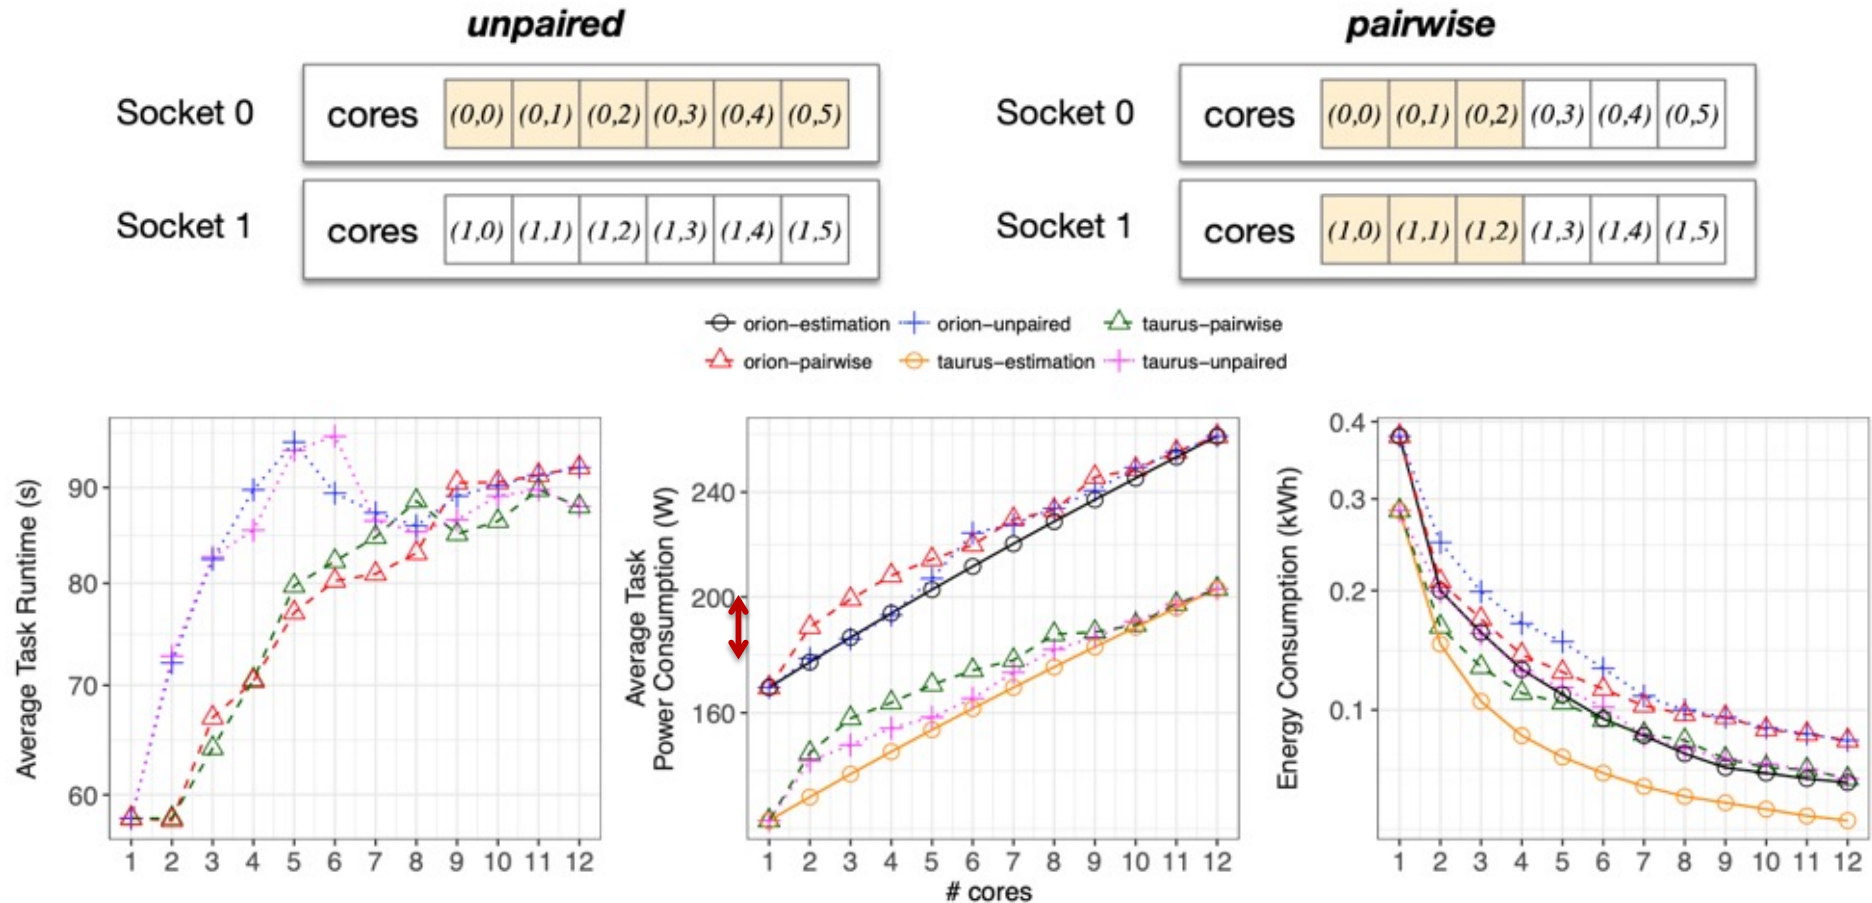 unpaired
pairwise
Socket 0 cores (0,0) (0,1) (0,2) (0,3) (0,4) (0,5)
Socket 1 cores (1,0) (1,1) (1,2) (1,3) (1,4) (1,5)
Socket 0 cores (0,0) (0,1) (0,2) (0,3) (0,4) (0,5)
Socket 1 cores (1,0) (1,1) (1,2) (1,3) (1,4) (1,5)
orion-estimation orion-unpaired taurus-pairwise
orion-pairwise taurus-estimation taurus-unpaired
Average Task Runtime (s)
90
80
70
60
1 2 3 4 5 6 7 8 9 10 11 12
Average Task
Power Consumption (W)
240
200
160
1 2 3 4 5 6 7 8 9 10 11 12
# cores
Energy Consumption (kWh)
0.4
0.3
0.2
0.1
1 2 3 4 5 6 7 8 9 10 11 12